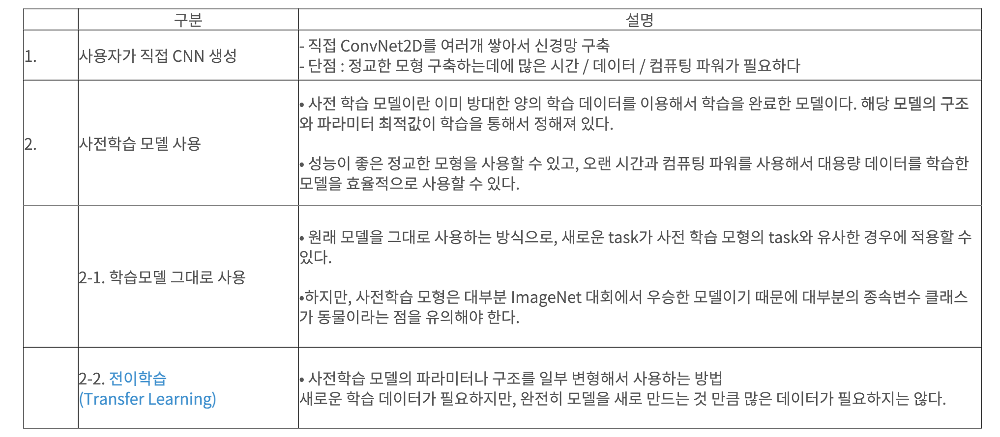 구분 설명
1. 사용자가 직접 CNN 생성
- 직접 ConvNet2D를 여러개 쌓아서 신경망 구축
- 단점 : 정교한 모형 구축하는데에 많은 시간 / 데이터 / 컴퓨팅 파워가 필요하다
2. 사전학습 모델 사용
• 사전 학습 모델이란 이미 방대한 양의 학습 데이터를 이용해서 학습을 완료한 모델이다. 해당 모델의 구조
와 파라미터 최적값이 학습을 통해서 정해져 있다.
• 성능이 좋은 정교한 모형을 사용할 수 있고, 오랜 시간과 컴퓨팅 파워를 사용해서 대용량 데이터를 학습한
모델을 효율적으로 사용할 수 있다.
2-1. 학습모델 그대로 사용
• 원래 모델을 그대로 사용하는 방식으로, 새로운 task가 사전 학습 모형의 task와 유사한 경우에 적용할 수
있다.
•하지만, 사전학습 모형은 대부분 ImageNet 대회에서 우승한 모델이기 때문에 대부분의 종속변수 클래스
가 동물이라는 점을 유의해야 한다.
2-2. 전이학습
(Transfer Learning)
• 사전학습 모델의 파라미터나 구조를 일부 변형해서 사용하는 방법
새로운 학습 데이터가 필요하지만, 완전히 모델을 새로 만드는 것 만큼 많은 데이터가 필요하지는 않다.